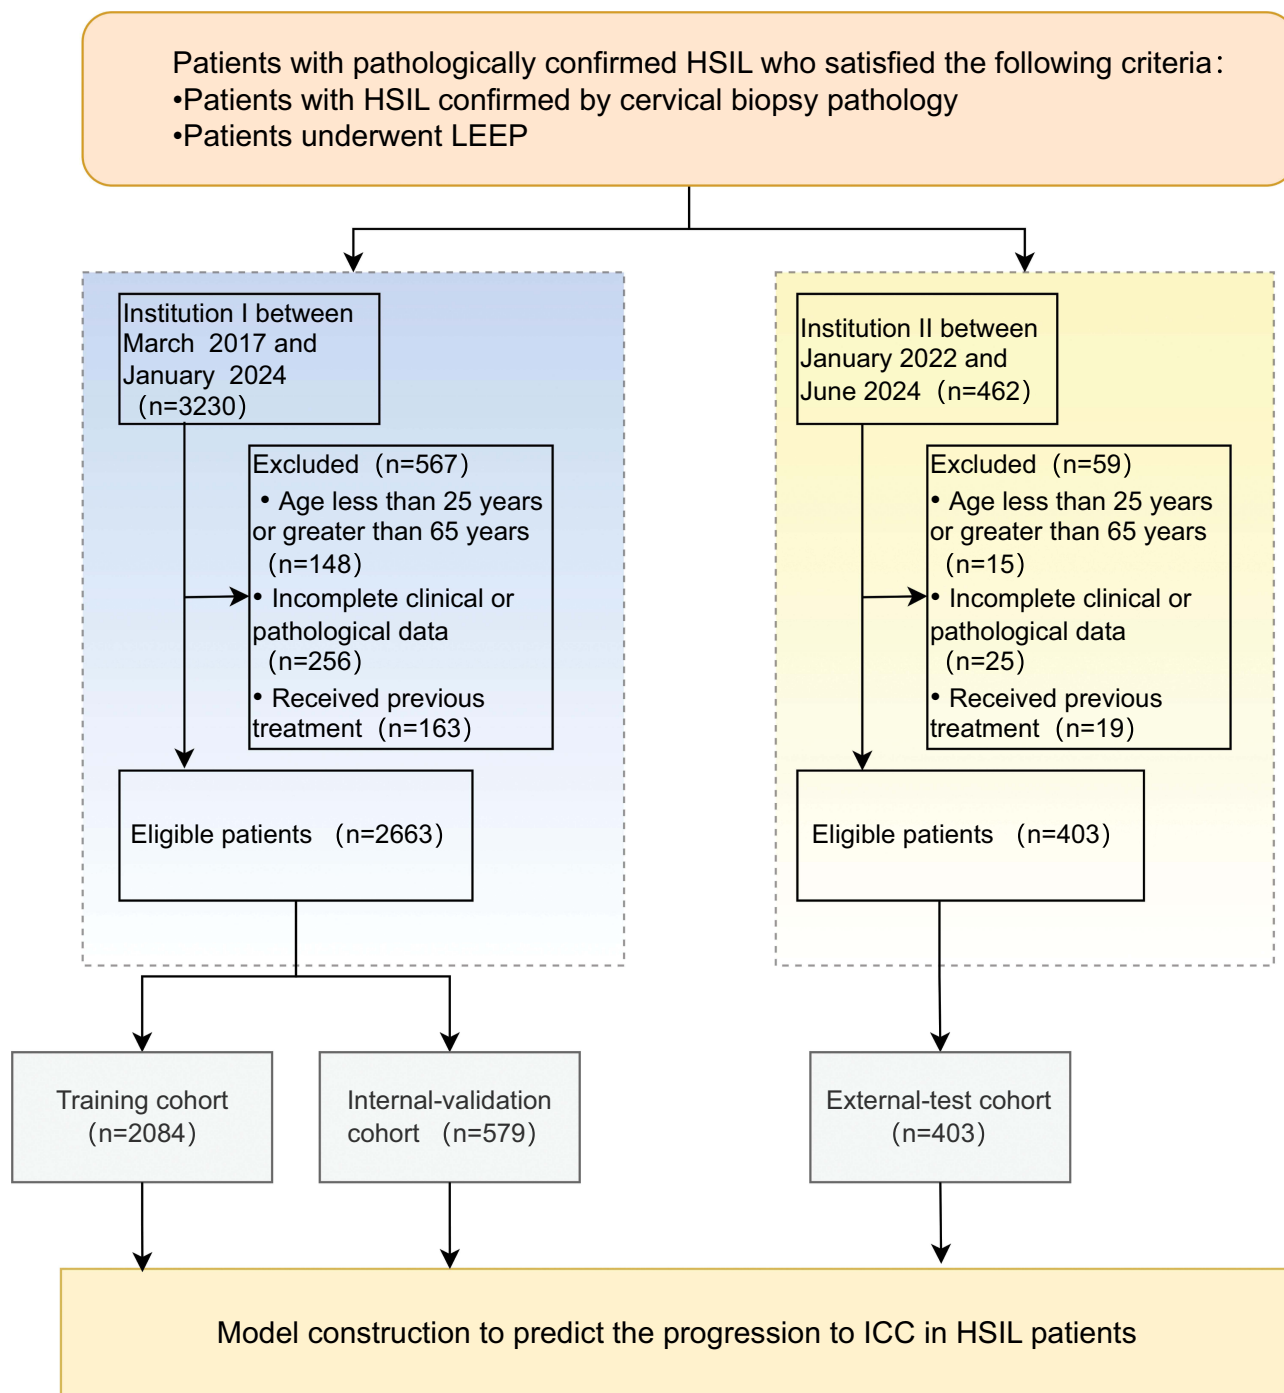 Patients with pathologically confirmed HSIL who satisfied the following criteria：
•Patients with HSIL confirmed by cervical biopsy pathology
•Patients underwent LEEP
Institution I between
March 2017 and
January 2024
（n=3230）
Excluded（n=567）
• Age less than 25 years
or greater than 65 years
（n=148）
• Incomplete clinical or
pathological data
（n=256）
• Received previous
treatment（n=163）
Eligible patients （n=2663）
Institution II between
January 2022 and
June 2024（n=462）
Excluded（n=59）
• Age less than 25 years
or greater than 65 years
（n=15）
• Incomplete clinical or
pathological data
（n=25）
• Received previous
treatment（n=19）
Eligible patients （n=403）
Training cohort
（n=2084）
Internal-validation
cohort （n=579）
External-test cohort
（n=403）
Model construction to predict the progression to ICC in HSIL patients